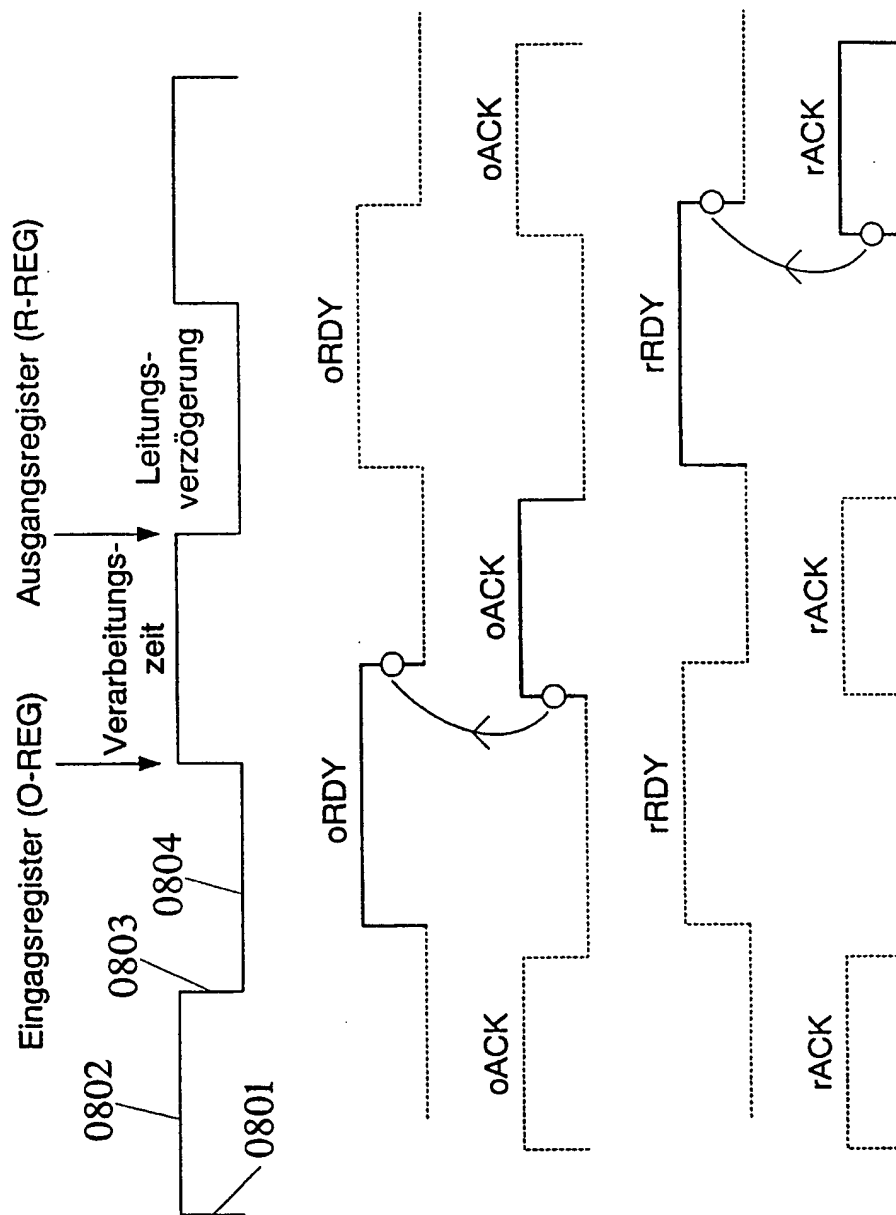 Eingagsregister (O-REG)
Ausgangsregister (R-REG)
0802
0803
0804
0801
Verarbeitungs-
zeit
Leitungs-
verzögerung
oRDY
oRDY
oACK
oACK
oACK
rRDY
rRDY
rACK
rACK
rACK